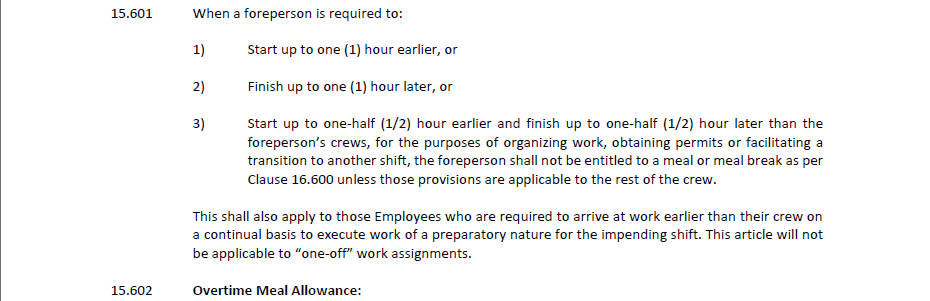 15.601 When a foreperson is required to:
1) Start up to one (1) hour earlier, or
2) Finish up to one (1) hour later, or
3) Start up to one-half (1/2) hour earlier and finish up to one-half (1/2) hour later than the
foreperson’s crews, for the purposes of organizing work, obtaining permits or facilitating a
transition to another shift, the foreperson shall not be entitled to a meal or meal break as per
Clause 16.600 unless those provisions are applicable to the rest of the crew.
This shall also apply to those Employees who are required to arrive at work earlier than their crew on
a continual basis to execute work of a preparatory nature for the impending shift. This article will not
be applicable to “one-off” work assignments.
15.602 Overtime Meal Allowance: